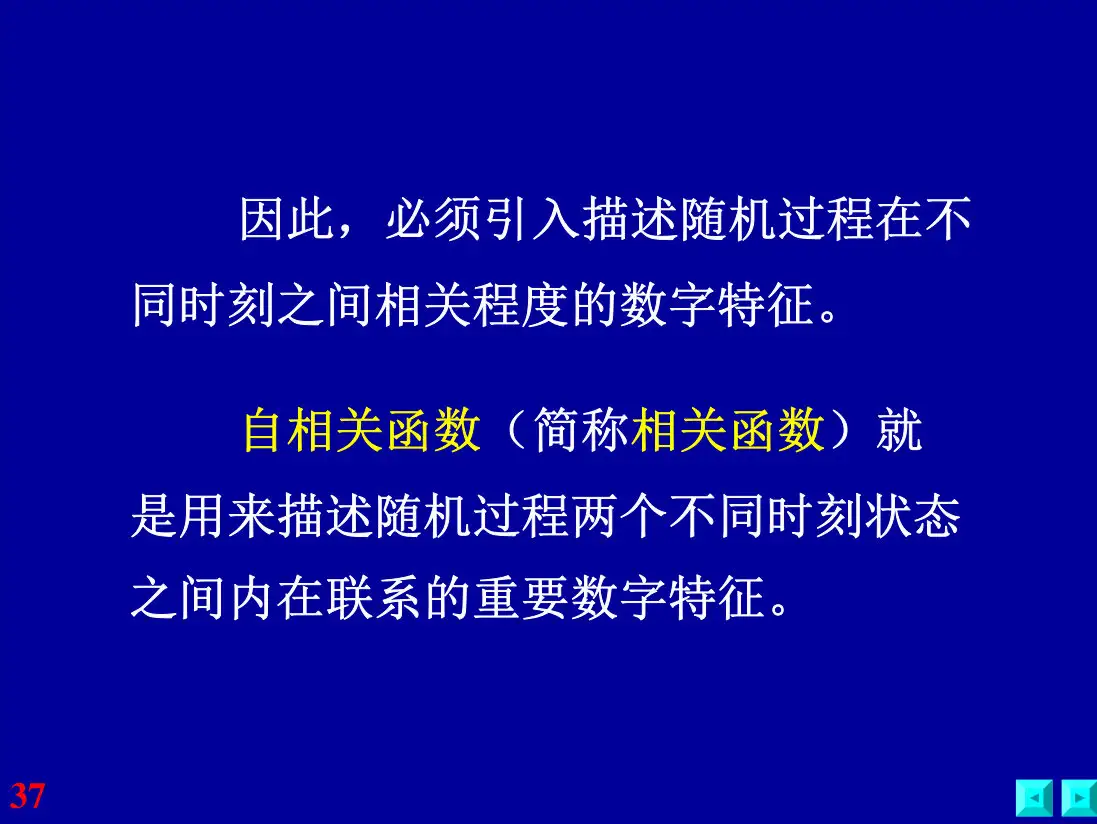 因此，必须引入描述随机过程在不
同时刻之间相关程度的数字特征。
自相关函数（简称相关函数）就
是用来描述随机过程两个不同时刻状态
之间内在联系的重要数字特征。
37